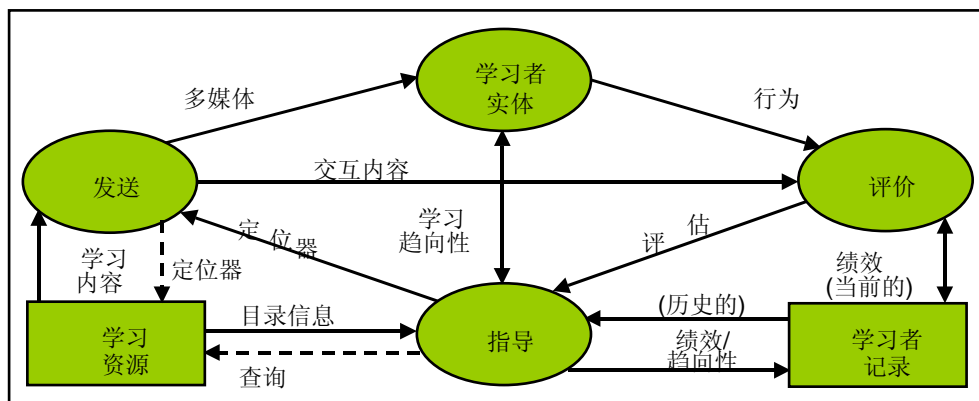 学习者
实体
多媒体
行为
发送
交互内容
评价
学习
趋向性
定位器
评估
学习
内容
定位器
绩效
(当前的)
目录信息
(历史的)
学习
资源
指导
绩效/
趋向性
学习者
记录
查询